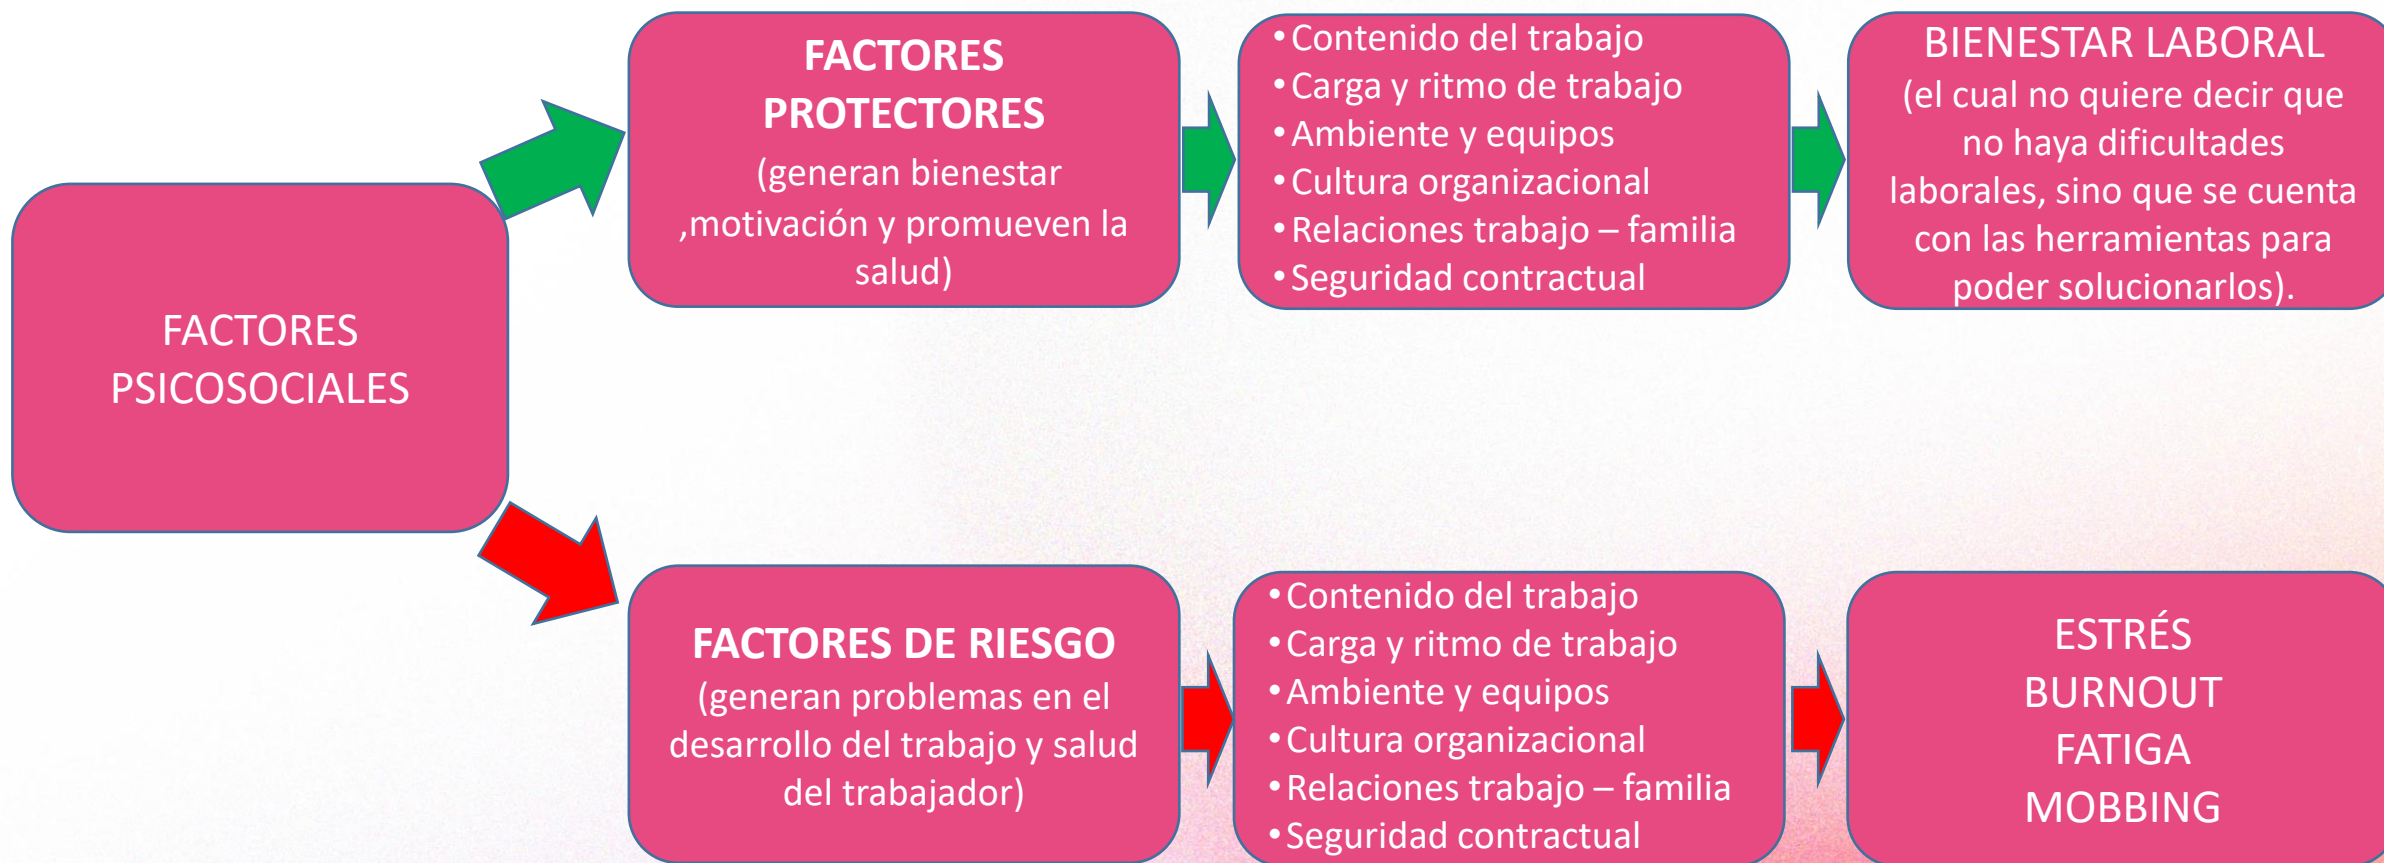 FACTORES
PSICOSOCIALES
FACTORES
PROTECTORES
(generan bienestar
,motivación y promueven la
salud)
•Contenido del trabajo
•Carga y ritmo de trabajo
•Ambiente y equipos
•Cultura organizacional
•Relaciones trabajo – familia
•Seguridad contractual
BIENESTAR LABORAL
(el cual no quiere decir que
no haya dificultades
laborales, sino que se cuenta
con las herramientas para
poder solucionarlos).
FACTORES DE RIESGO
(generan problemas en el
desarrollo del trabajo y salud
del trabajador)
•Contenido del trabajo
•Carga y ritmo de trabajo
•Ambiente y equipos
•Cultura organizacional
•Relaciones trabajo – familia
•Seguridad contractual
ESTRÉS
BURNOUT
FATIGA
MOBBING